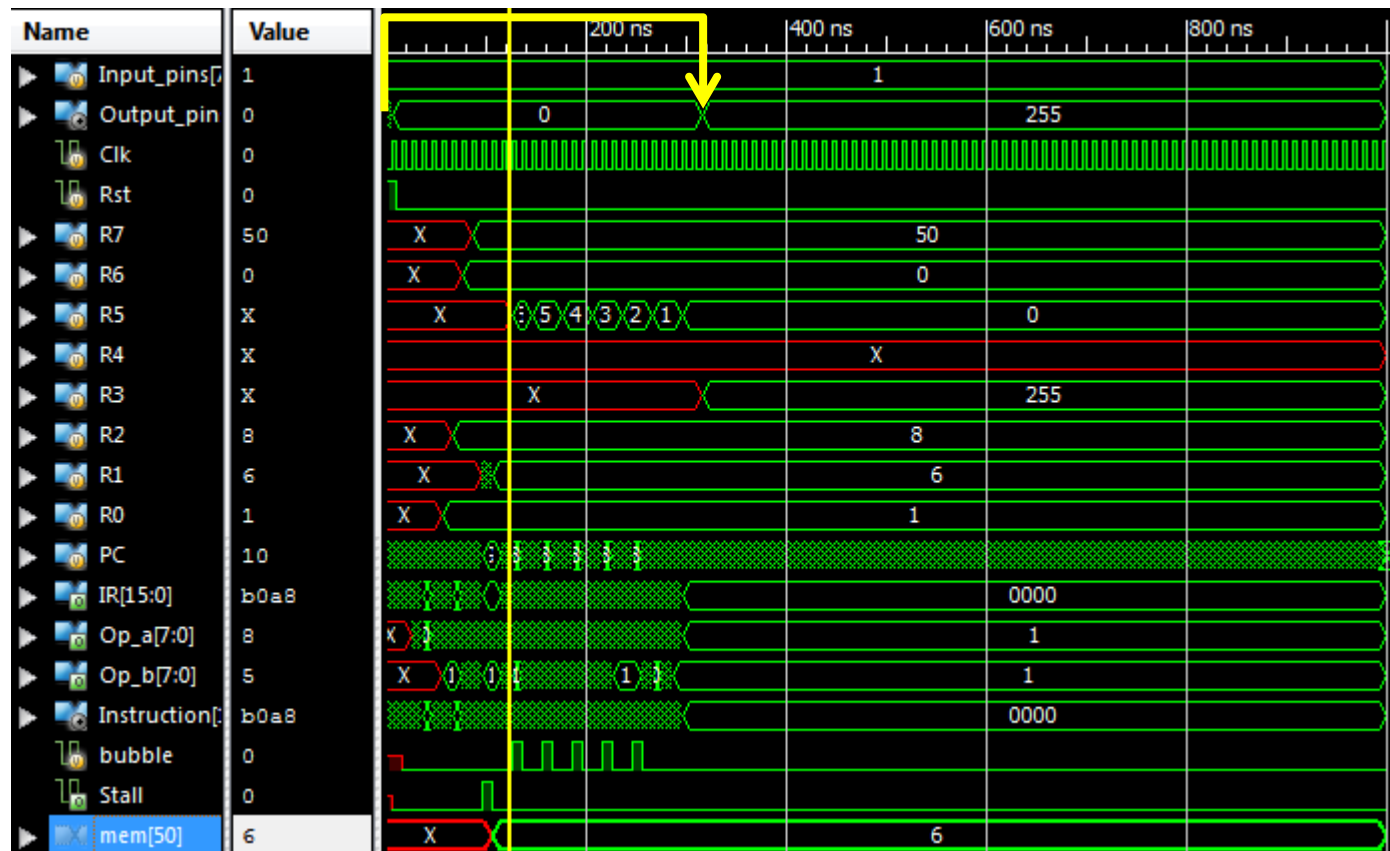 Name Value 200 ns 400 ns 600 ns 800 ns
Input_pins[ 1 1
Output_pin 0 0 255
Clk 0
Rst 0
R7 50 X 50
R6 0 X 0
R5 X X 5 4 3 2 1 0
R4 X X
R3 X X 255
R2 8 X 8
R1 6 X 6
R0 1 X 1
PC 10
IR[15:0] b0a8 0000
Op_a[7:0] 8 X 1
Op_b[7:0] 5 X 1 1
Instruction[ b0a8 0000
bubble 0
Stall 0
mem[50] 6 X 6